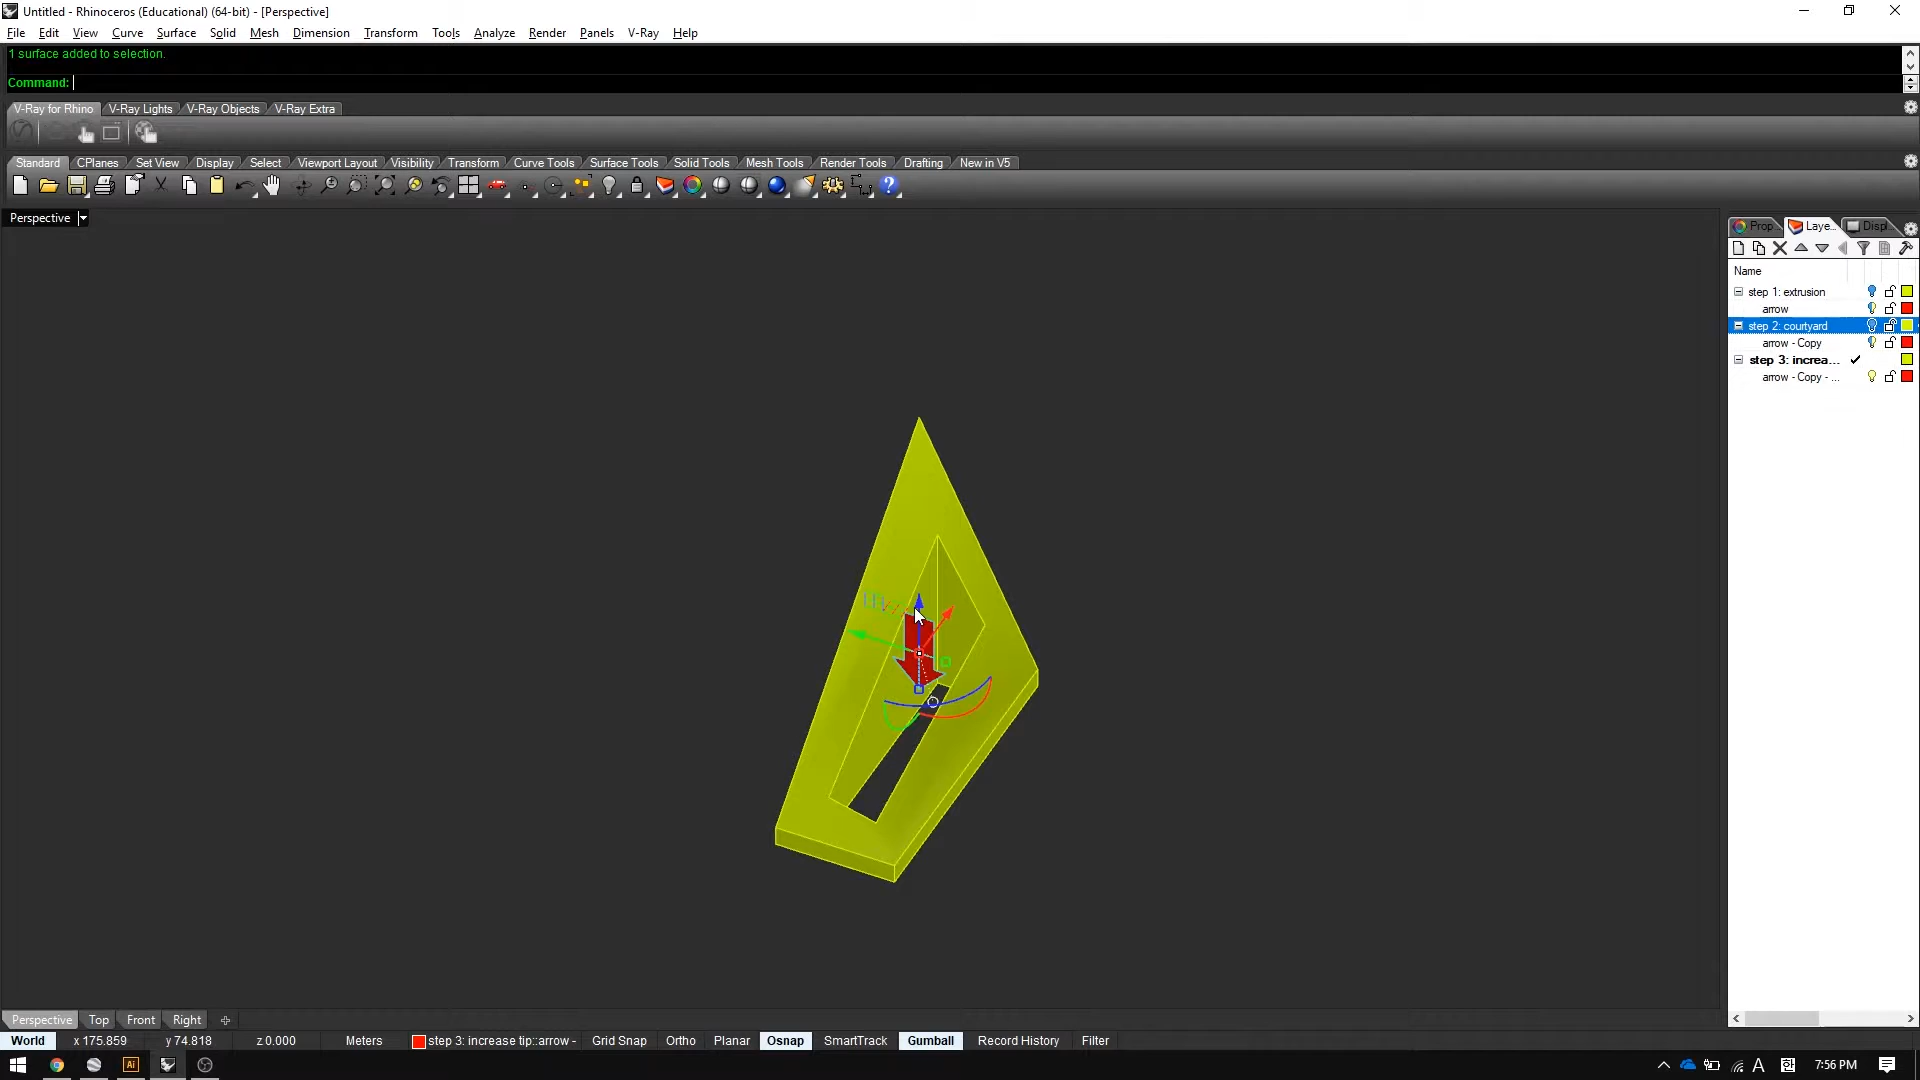 Untitled - Rhinoceros (Educational) (64-bit) - [Perspective]
File Edit View Curve Surface Solid Mesh Dimension Transform Tools Analyze Render Panels V-Ray Help
1 surface added to selection.
Command:
V-Ray for Rhino V-Ray Lights V-Ray Objects V-Ray Extra
Standard CPlanes Set View Display Select Viewport Layout Visibility Transform Curve Tools Surface Tools Solid Tools Mesh Tools Render Tools Drafting New in V5
Perspective
Prop... Laye... Displ
Name
step 1: extrusion
arrow
step 2: courtyard
arrow - Copy
step 3: increa...
arrow - Copy - ...
Perspective Top Front Right
World x 175.859 y 74.818 z 0.000 Meters step 3: increase tip::arrow - Grid Snap Ortho Planar Osnap SmartTrack Gumball Record History Filter
Ai A 7:56 PM